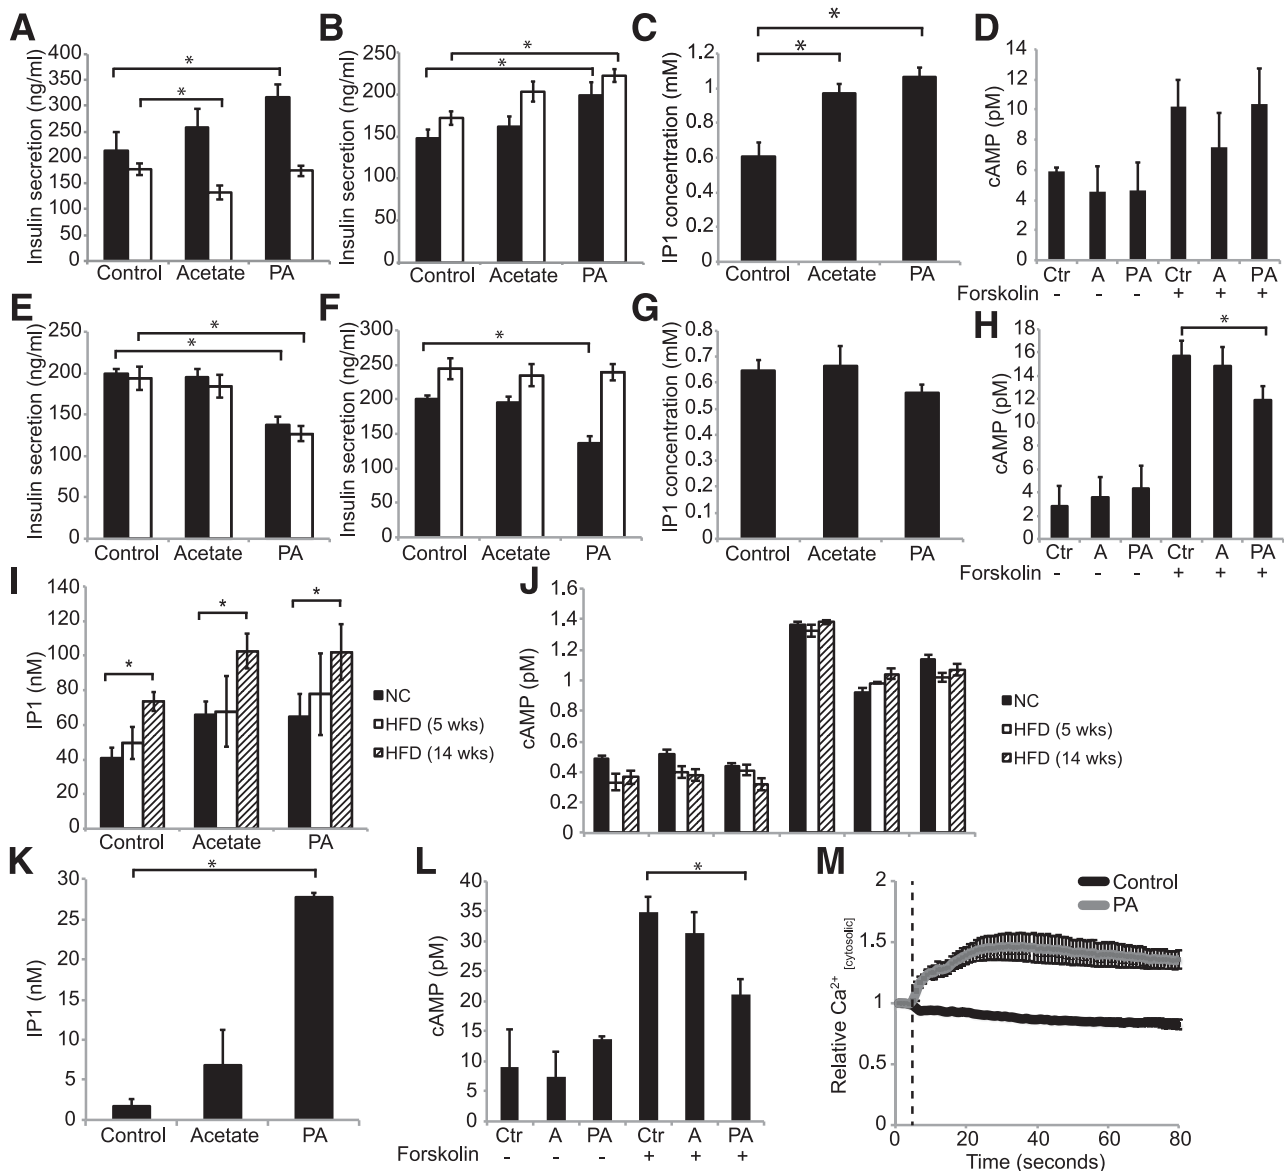 A
Insulin secretion (ng/ml)
400
350
300
250
200
150
100
50
0
*
*
Control Acetate PA
B
Insulin secretion (ng/ml)
250
200
150
100
50
0
*
*
Control Acetate PA
C
IP1 concentration (mM)
1.2
1
0.8
0.6
0.4
0.2
0
*
*
Control Acetate PA
D
cAMP (pM)
14
12
10
8
6
4
2
0
Ctr A PA Ctr A PA
Forskolin - - - + + +
E
Insulin secretion (ng/ml)
250
200
150
100
50
0
*
*
Control Acetate PA
F
Insulin secretion (ng/ml)
300
250
200
150
100
50
0
*
Control Acetate PA
G
IP1 concentration (mM)
0.8
0.7
0.6
0.5
0.4
0.3
0.2
0.1
0
Control Acetate PA
H
cAMP (pM)
18
16
14
12
10
8
6
4
2
0
*
Ctr A PA Ctr A PA
Forskolin - - - + + +
I
IP1 (nM)
140
120
100
80
60
40
20
0
*
*
*
Control Acetate PA
NC
HFD (5 wks)
HFD (14 wks)
J
cAMP (pM)
1.6
1.4
1.2
1
0.8
0.6
0.4
0.2
0
NC
HFD (5 wks)
HFD (14 wks)
K
IP1 (nM)
30
25
20
15
10
5
0
*
Control Acetate PA
L
cAMP (pM)
40
35
30
25
20
15
10
5
0
*
Ctr A PA Ctr A PA
Forskolin - - - + + +
M
Relative Ca2+ [cytosolic]
2
1.5
1
0.5
0
Control
PA
0 20 40 60 80
Time (seconds)